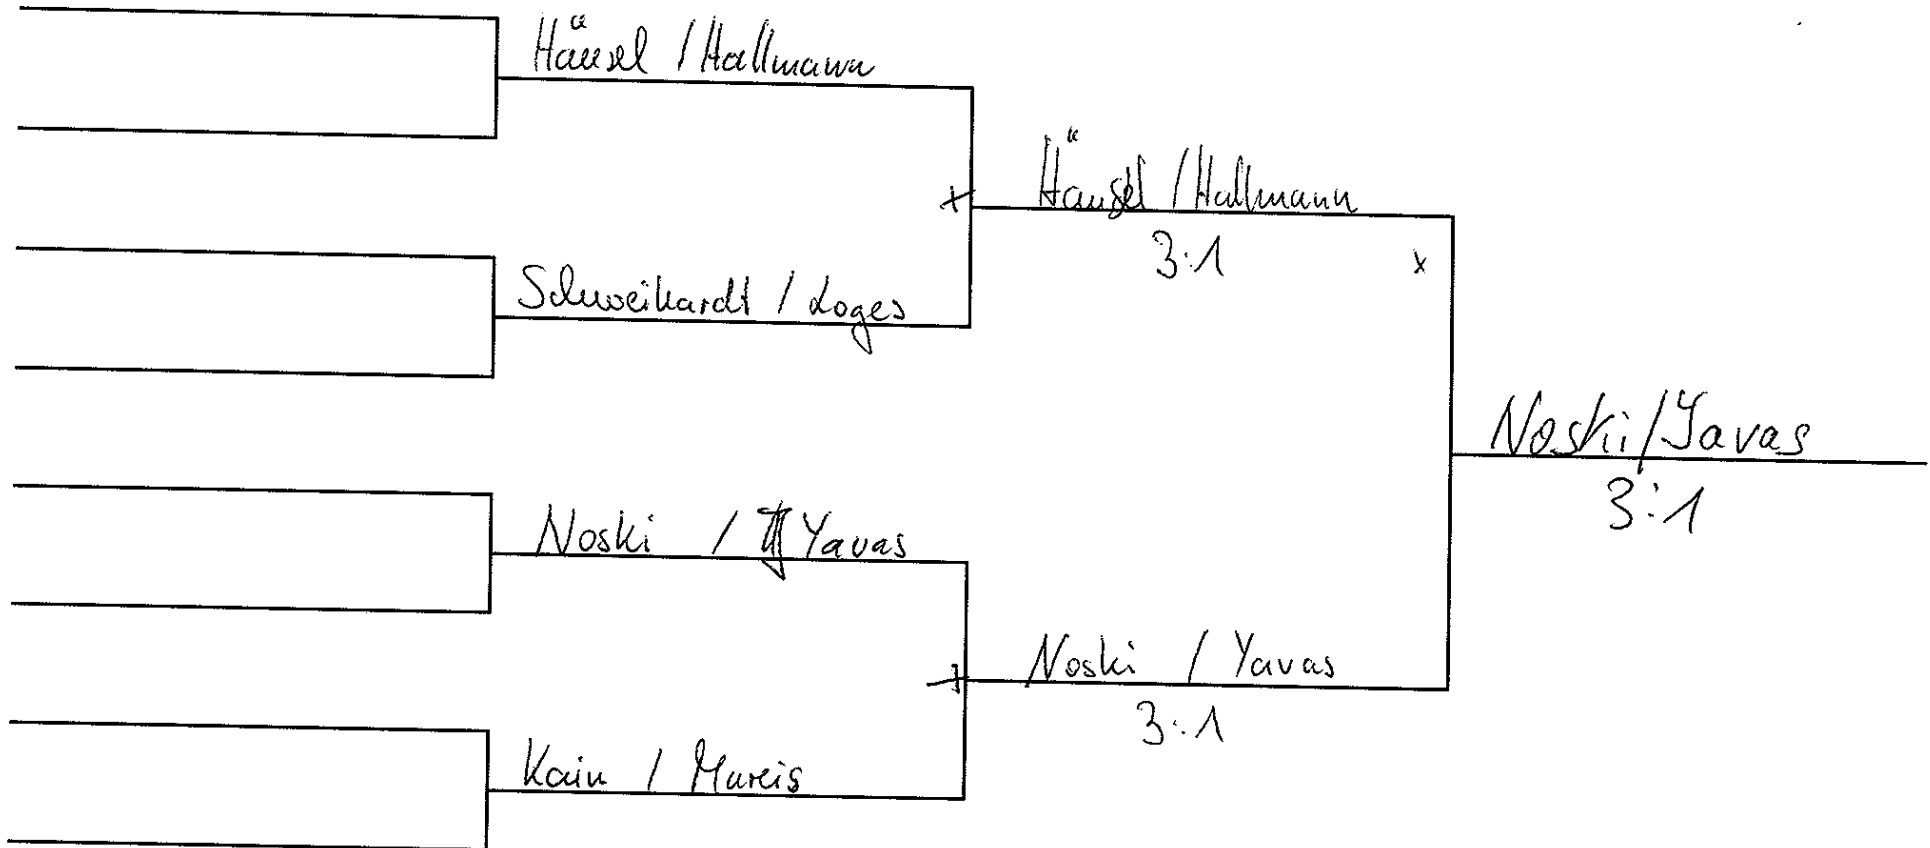 Häusel / Hallmann
Häusel / Hallmann
3:1
Schweikardt / Loges
Noski / Yavas
3:1
Noski / Yavas
Noski / Yavas
3:1
Kain / Mareis